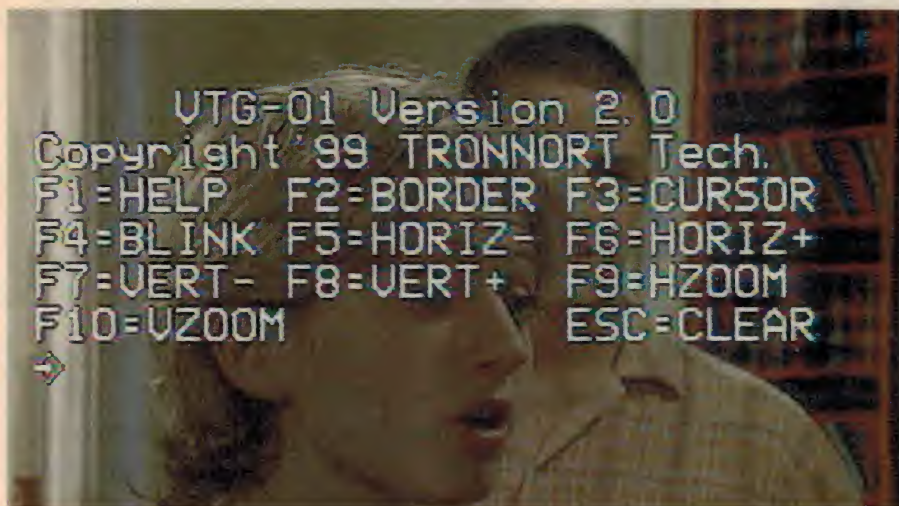 VTG-01 Version 2.0
Copyright 99 TRONNORT Tech.
F1=HELP F2=BORDER F3=CURSOR
F4=BLINK F5=HORIZ- F6=HORIZ+
F7=VERT- F8=VERT+ F9=HZOOM
F10=VZOOM ESC=CLEAR